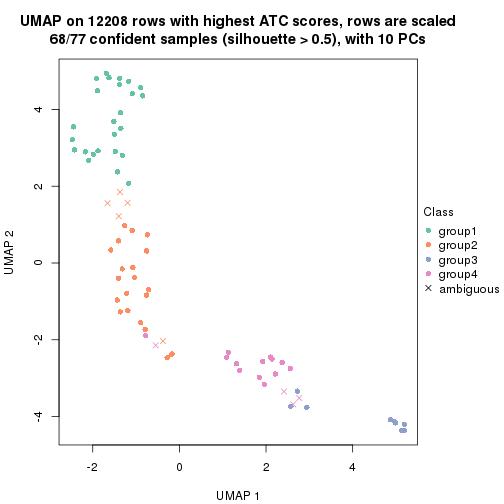 UMAP on 12208 rows with highest ATC scores, rows are scaled
68/77 confident samples (silhouette > 0.5), with 10 PCs
4
2
0
-2
-4
UMAP 2
-2
0
2
4
UMAP 1
Class
group1
group2
group3
group4
ambiguous